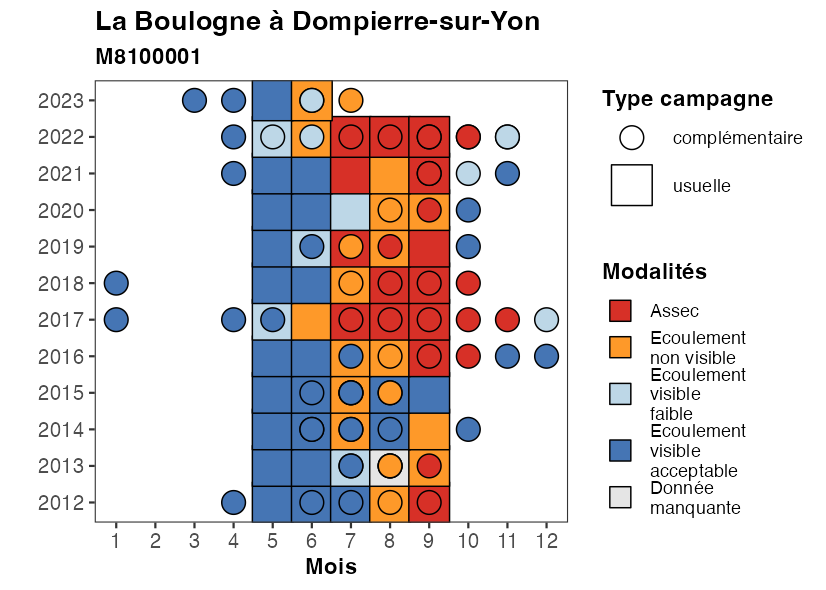 La Boulogne à Dompierre-sur-Yon
M8100001
2023
2022
2021
2020
2019
2018
2017
2016
2015
2014
2013
2012
1 2 3 4 5 6 7 8 9 10 11 12
Mois
Type campagne
complémentaire
usuelle
Modalités
Assec
Ecoulement
non visible
Ecoulement
visible
faible
Ecoulement
visible
acceptable
Donnée
manquante